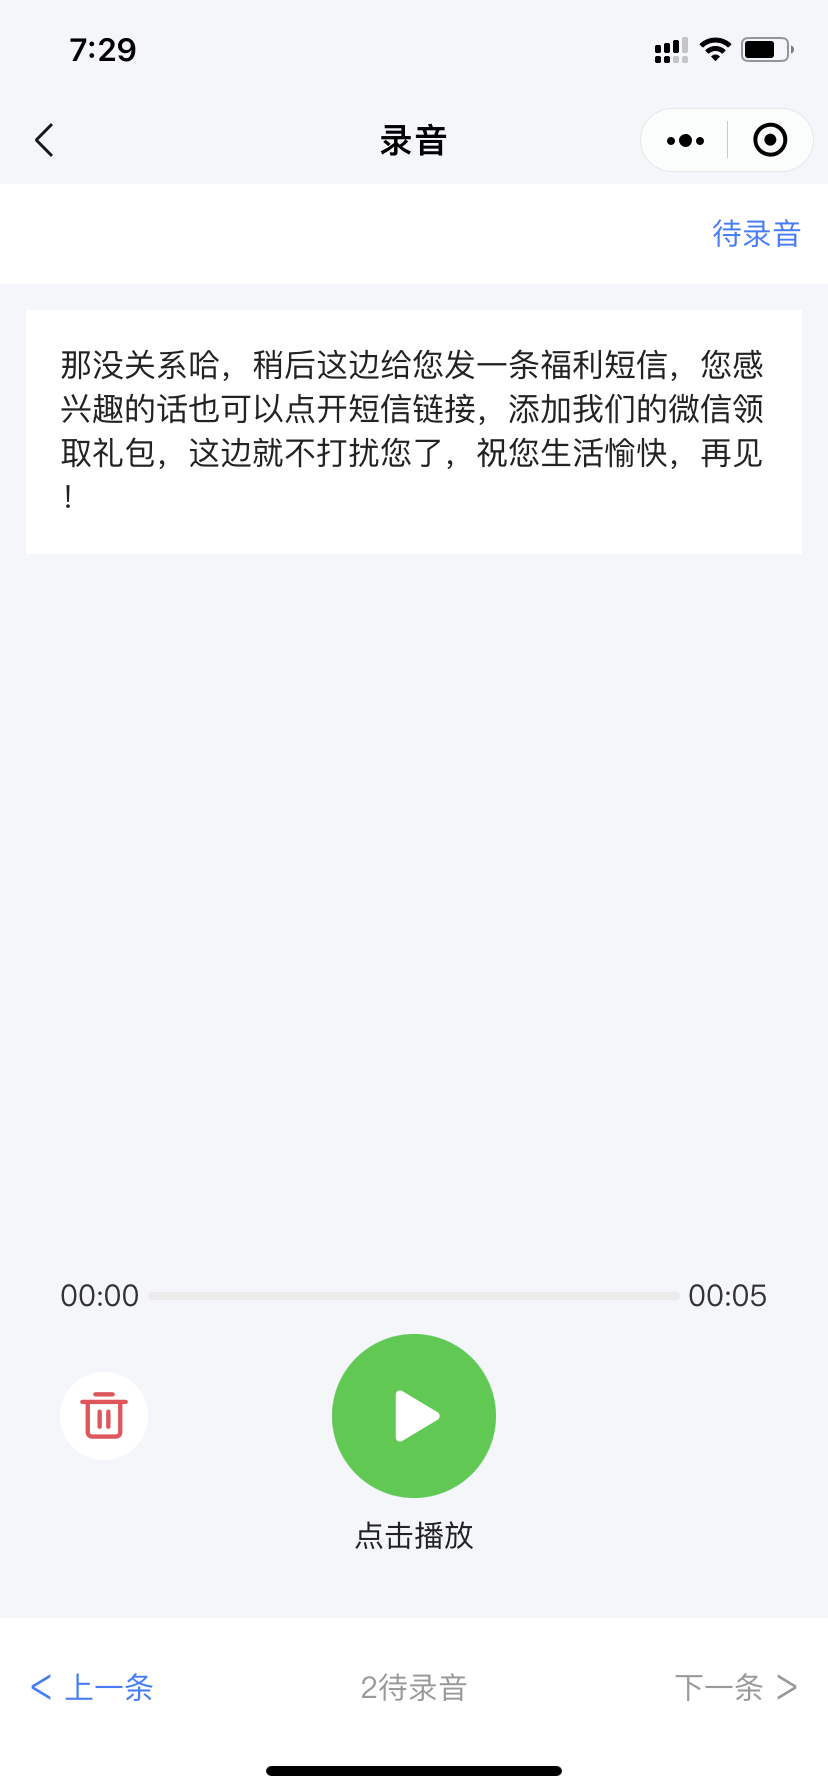 7:29
录音
待录音
那没关系哈，稍后这边给您发一条福利短信，您感
兴趣的话也可以点开短信链接，添加我们的微信领
取礼包，这边就不打扰您了，祝您生活愉快，再见
！
00:00
00:05
点击播放
< 上一条
2待录音
下一条 >